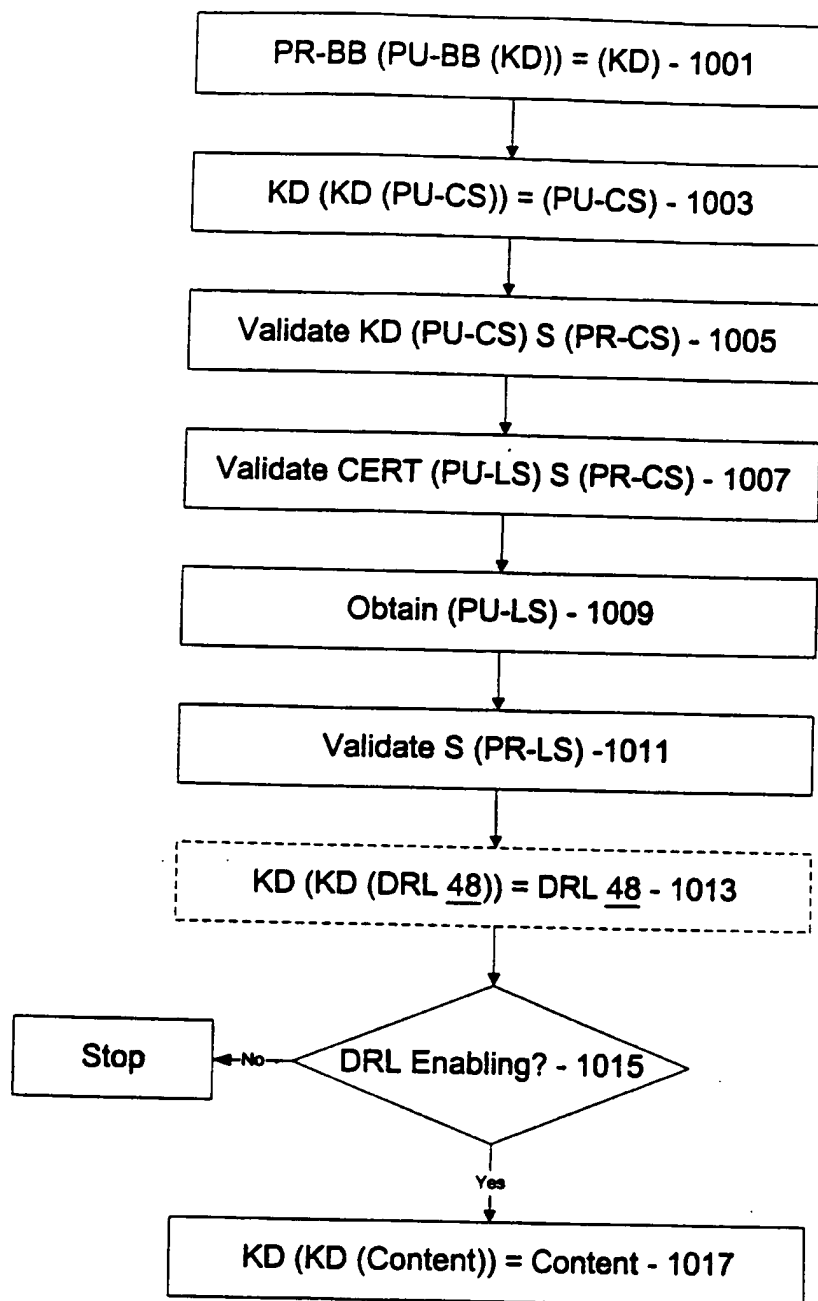 PR-BB (PU-BB (KD)) = (KD) - 1001
KD (KD (PU-CS)) = (PU-CS) - 1003
Validate KD (PU-CS) S (PR-CS) - 1005
Validate CERT (PU-LS) S (PR-CS) - 1007
Obtain (PU-LS) - 1009
Validate S (PR-LS) -1011
KD (KD (DRL 48)) = DRL 48 - 1013
DRL Enabling? - 1015
No
Stop
Yes
KD (KD (Content)) = Content - 1017